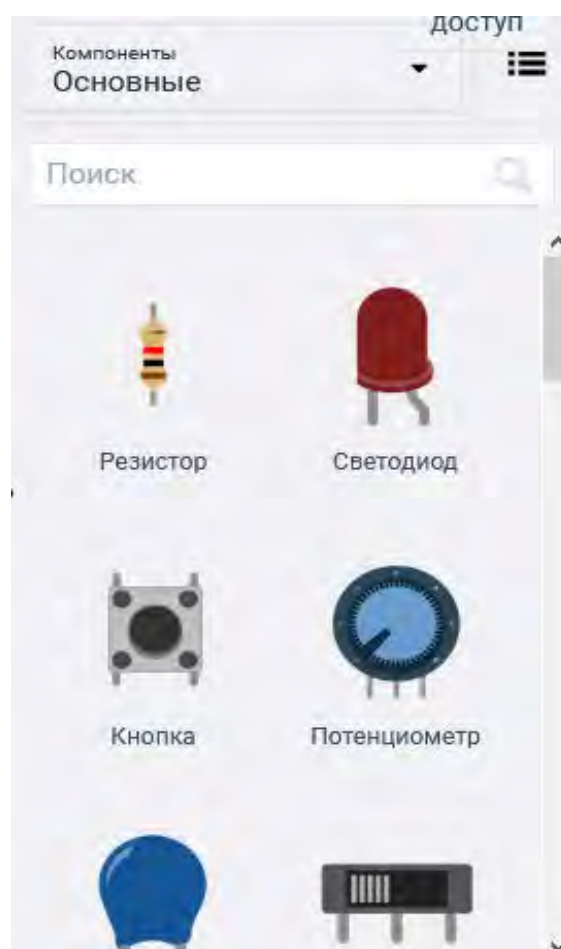 доступ
Компоненты
Основные
Поиск
Резистор
Светодиод
Кнопка
Потенциометр